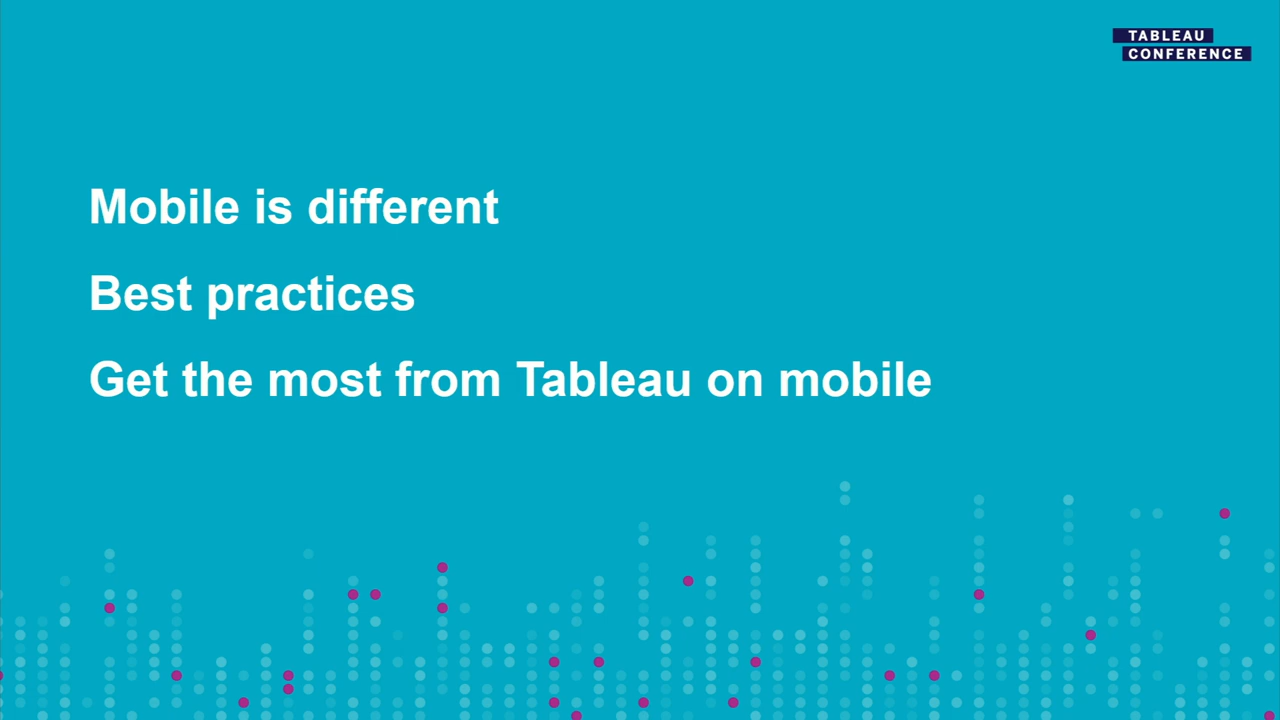 TABLEAU
CONFERENCE
Mobile is different
Best practices
Get the most from Tableau on mobile